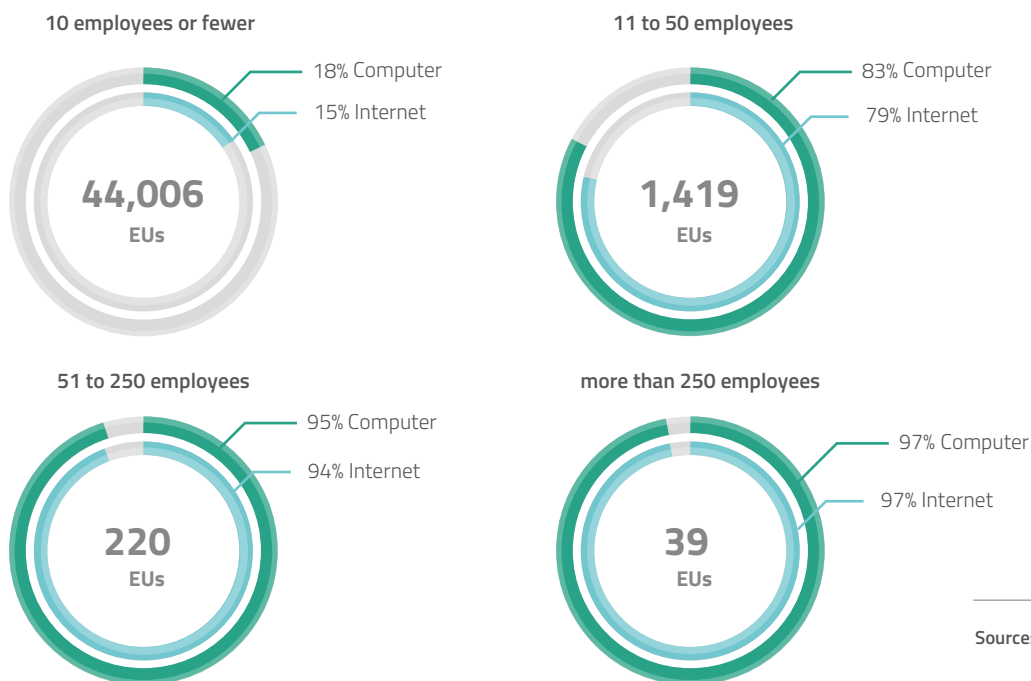 10 employees or fewer
18% Computer
15% Internet
44,006
EUs
11 to 50 employees
83% Computer
79% Internet
1,419
EUs
51 to 250 employees
95% Computer
94% Internet
220
EUs
more than 250 employees
97% Computer
97% Internet
39
EUs